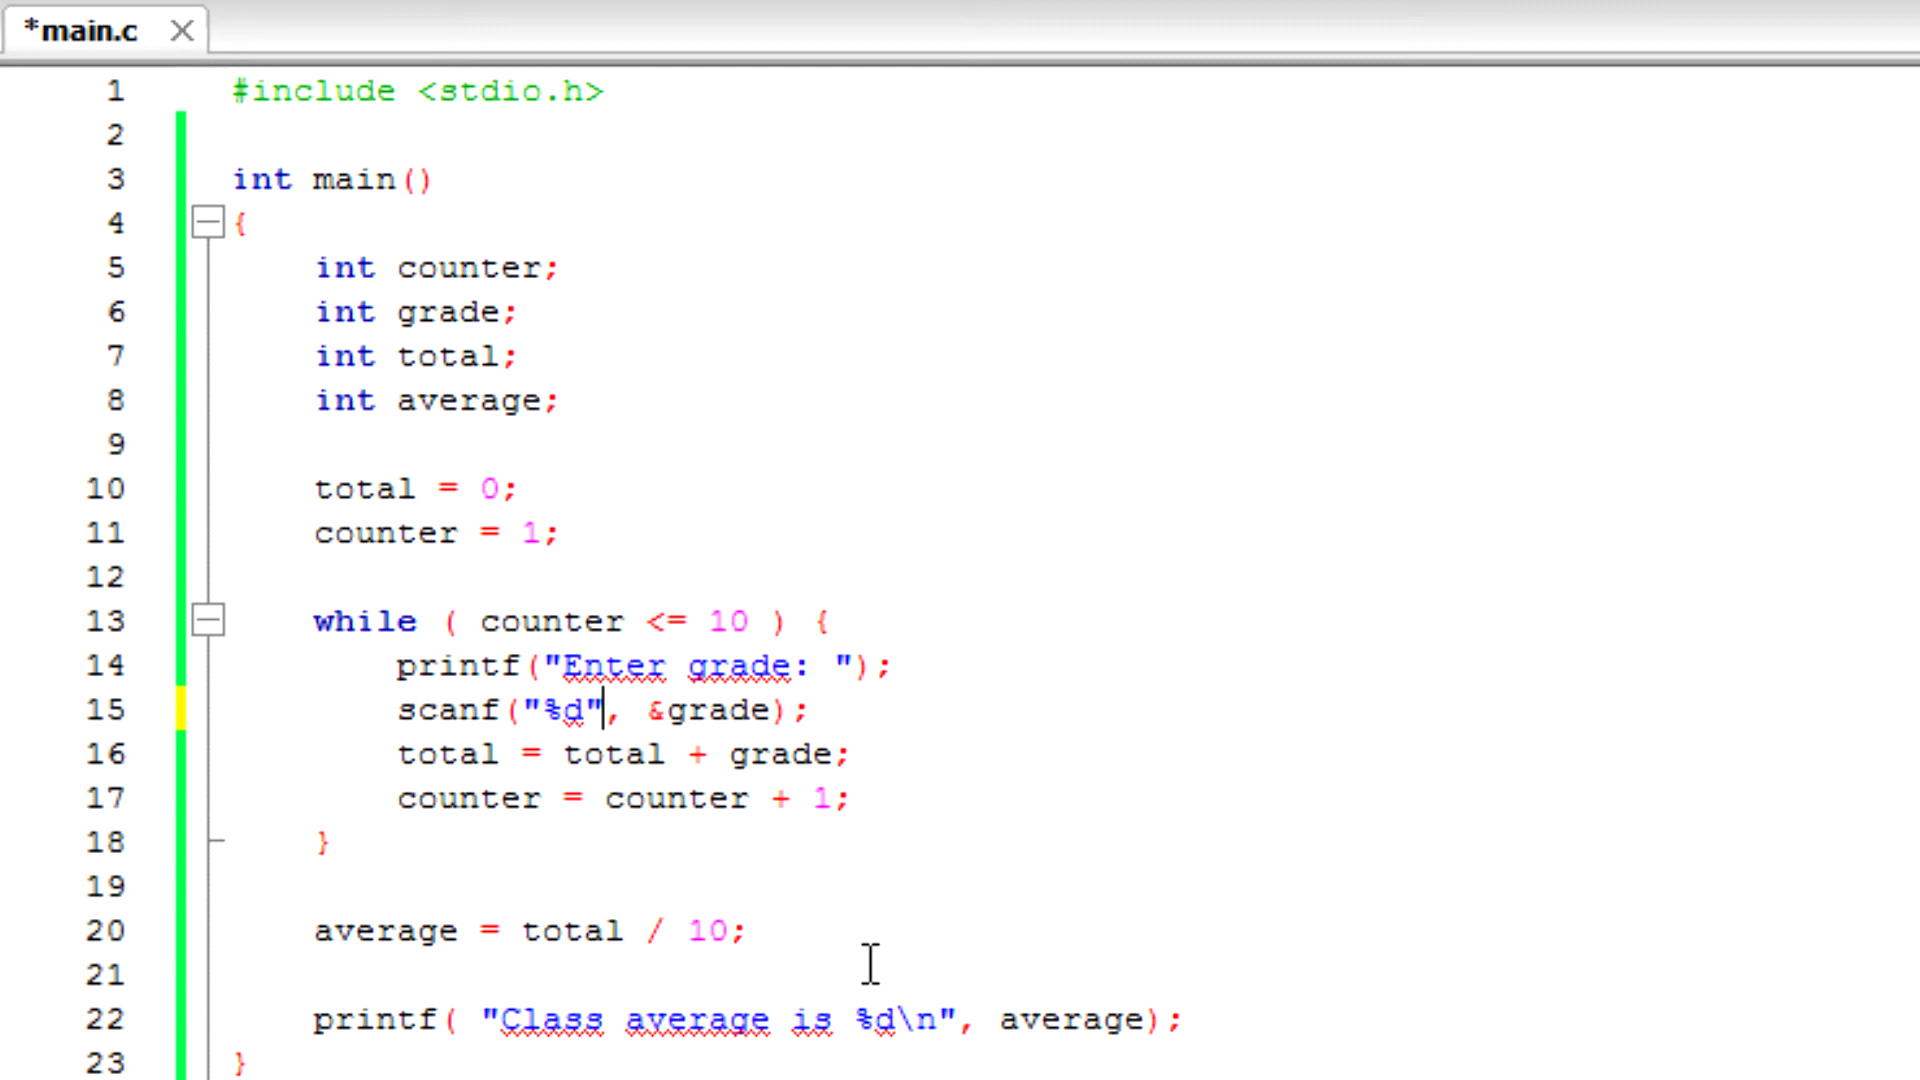 *main.c
1 #include <stdio.h>
2
3 int main()
4 {
5 int counter;
6 int grade;
7 int total;
8 int average;
9
10 total = 0;
11 counter = 1;
12
13 while ( counter <= 10 ) {
14 printf("Enter grade: ");
15 scanf("%d", &grade);
16 total = total + grade;
17 counter = counter + 1;
18 }
19
20 average = total / 10;
21
22 printf( "Class average is %d\n", average);
23 }